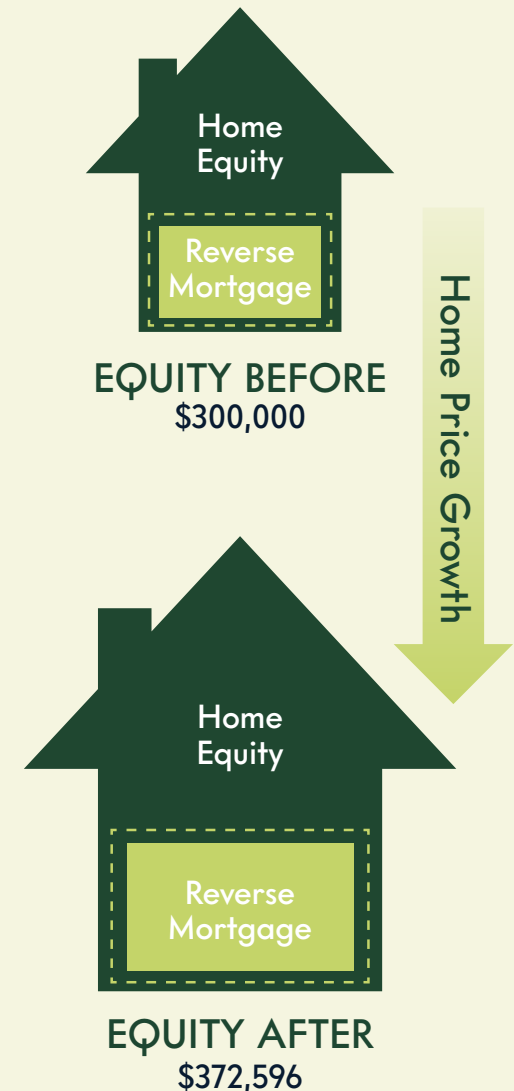 Home
Equity
Reverse
Mortgage
EQUITY BEFORE
$300,000
Home Price Growth
Home
Equity
Reverse
Mortgage
EQUITY AFTER
$372,596